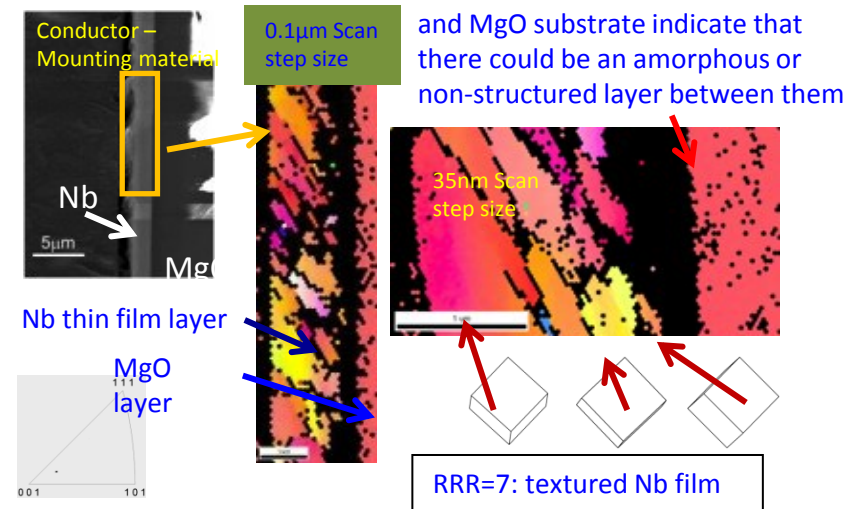 Conductor –
Mounting material
0.1µm Scan
step size
and MgO substrate indicate that
there could be an amorphous or
non-structured layer between them
35nm Scan
step size :
Nb
5µm
MgO
Nb thin film layer
MgO
layer
111
001
101
RRR=7: textured Nb film